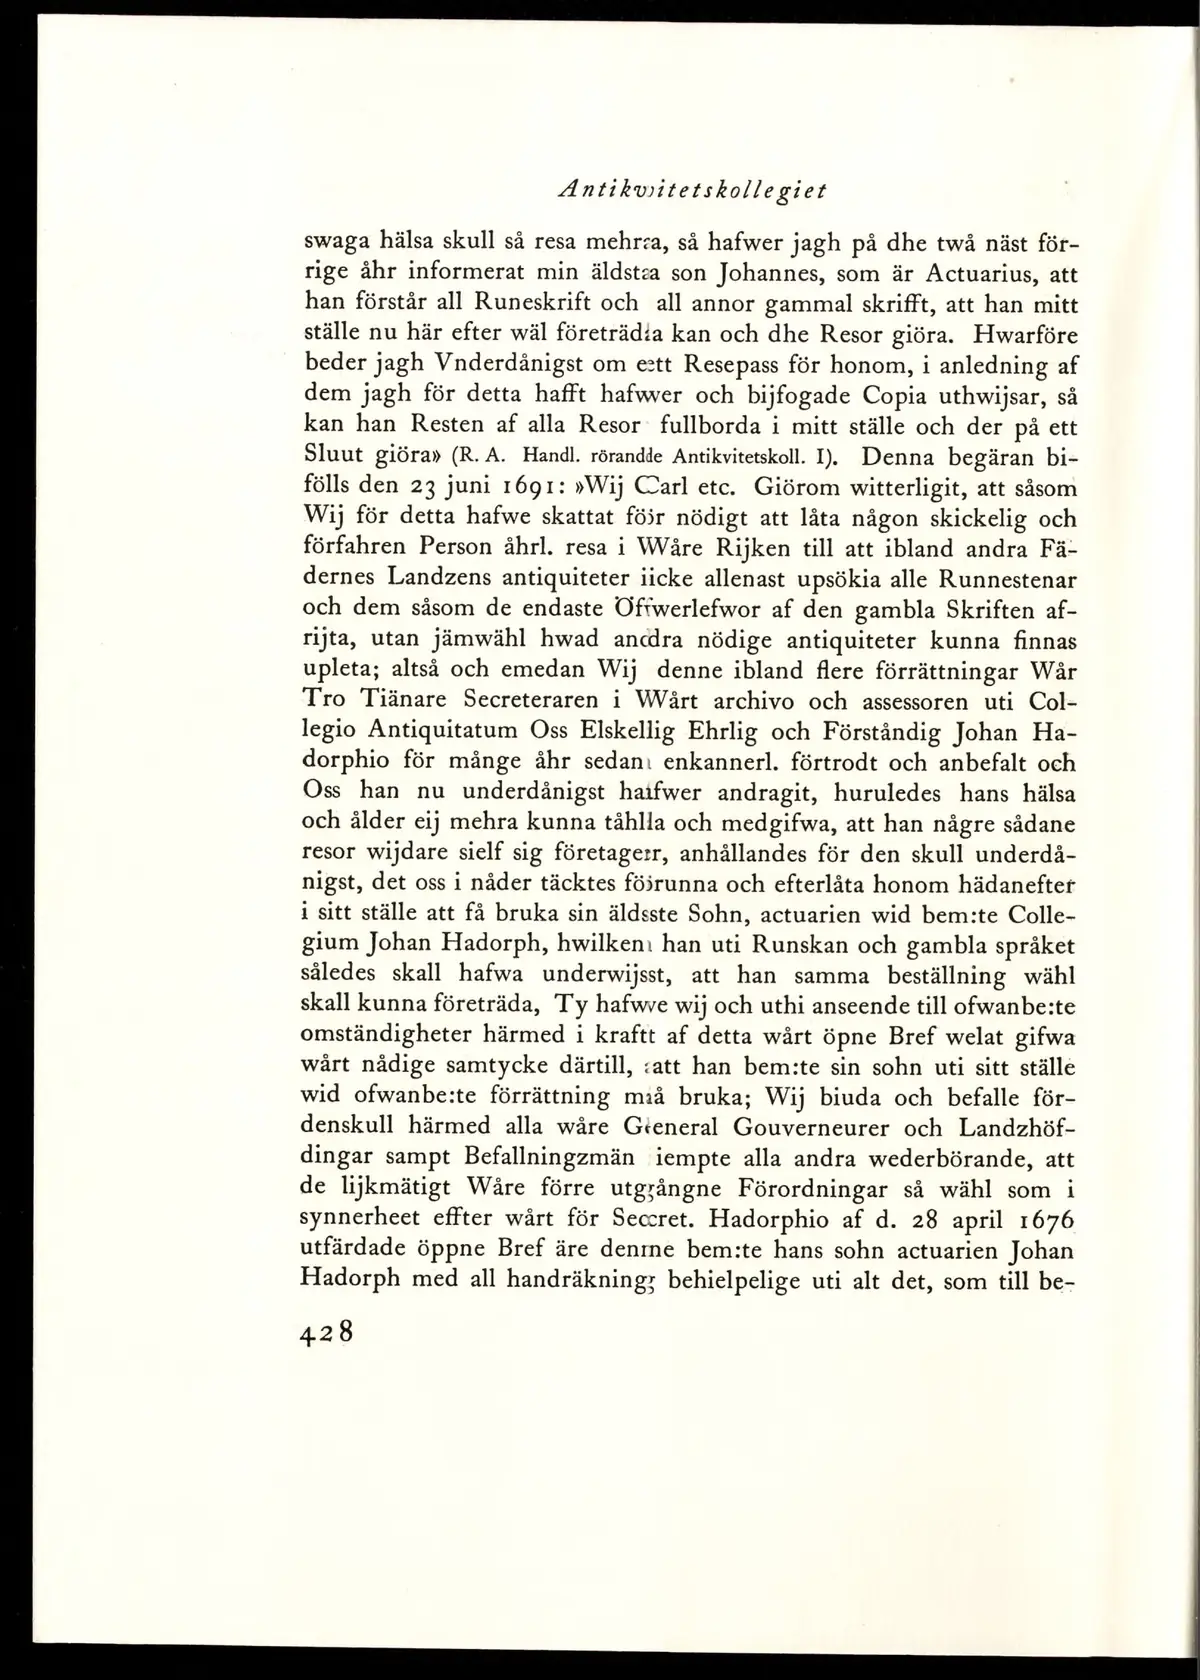 Antikvitetskollegiet
swaga hälsa skull så resa mehra, så hafwer jagh på dhe twå näst för-
rige åhr informerat min äldsta son Johannes, som är Actuarius, att
han förstår all Runeskrift och all annor gammal skrifft, att han mitt
ställe nu här efter wäl företräda kan och dhe Resor giöra. Hwarföre
beder jagh Vnderdånigst om ett Resepass för honom, i anledning af
dem jagh för detta hafft hafwer och bijfogade Copia uthwijsar, så
kan han Resten af alla Resor fullborda i mitt ställe och der på ett
Sluut giöra» (R. A. Handl. rörande Antikvitetskoll. I). Denna begäran bi-
fölls den 23 juni 1691: »Wij Carl etc. Giörom witterligit, att såsom
Wij för detta hafwe skattat för nödigt att låta någon skickelig och
förfahren Person åhrl. resa i Wåre Rijken till att ibland andra Fä-
dernes Landzens antiquiteter icke allenast upsökia alle Runnestenar
och dem såsom de endaste Öfwerlefwor af den gambla Skriften af-
rijta, utan jämwähl hwad andra nödige antiquiteter kunna finnas
upleta; altså och emedan Wij denne ibland flere förrättningar Wår
Tro Tiänare Secreteraren i Wårt archivo och assessoren uti Col-
legio Antiquitatum Oss Elskellig Ehrlig och Förståndig Johan Ha-
dorphio för månge åhr sedan enkannerl. förtrodt och anbefalt och
Oss han nu underdånigst hafwer andragit, huruledes hans hälsa
och ålder eij mehra kunna tåhla och medgifwa, att han någre sådane
resor wijdare sielf sig företager, anhållandes för den skull underdå-
nigst, det oss i nåder täcktes förunna och efterlåta honom hädanefter
i sitt ställe att få bruka sin äldste Sohn, actuarien wid bem:te Colle-
gium Johan Hadorph, hwilken han uti Runskan och gambla språket
således skall hafwa underwijst, att han samma beställning wähl
skall kunna företräda, Ty hafwe wij och uthi anseende till ofwanbe:te
omständigheter härmed i kraft af detta wårt öpne Bref welat gifwa
wårt nådige samtycke därtill, att han bem:te sin sohn uti sitt ställe
wid ofwanbe:te förrättning må bruka; Wij biuda och befalle för-
denskull härmed alla wåre General Gouverneurer och Landzhöf-
dingar sampt Befallningzmän iempte alla andra wederbörande, att
de lijkmätigt Wåre förre utgångne Förordningar så wähl som i
synnerheet effter wårt för Secret. Hadorphio af d. 28 april 1676
utfärdade öppne Bref äre denne bem:te hans sohn actuarien Johan
Hadorph med all handräkning behielpelige uti alt det, som till be-
428